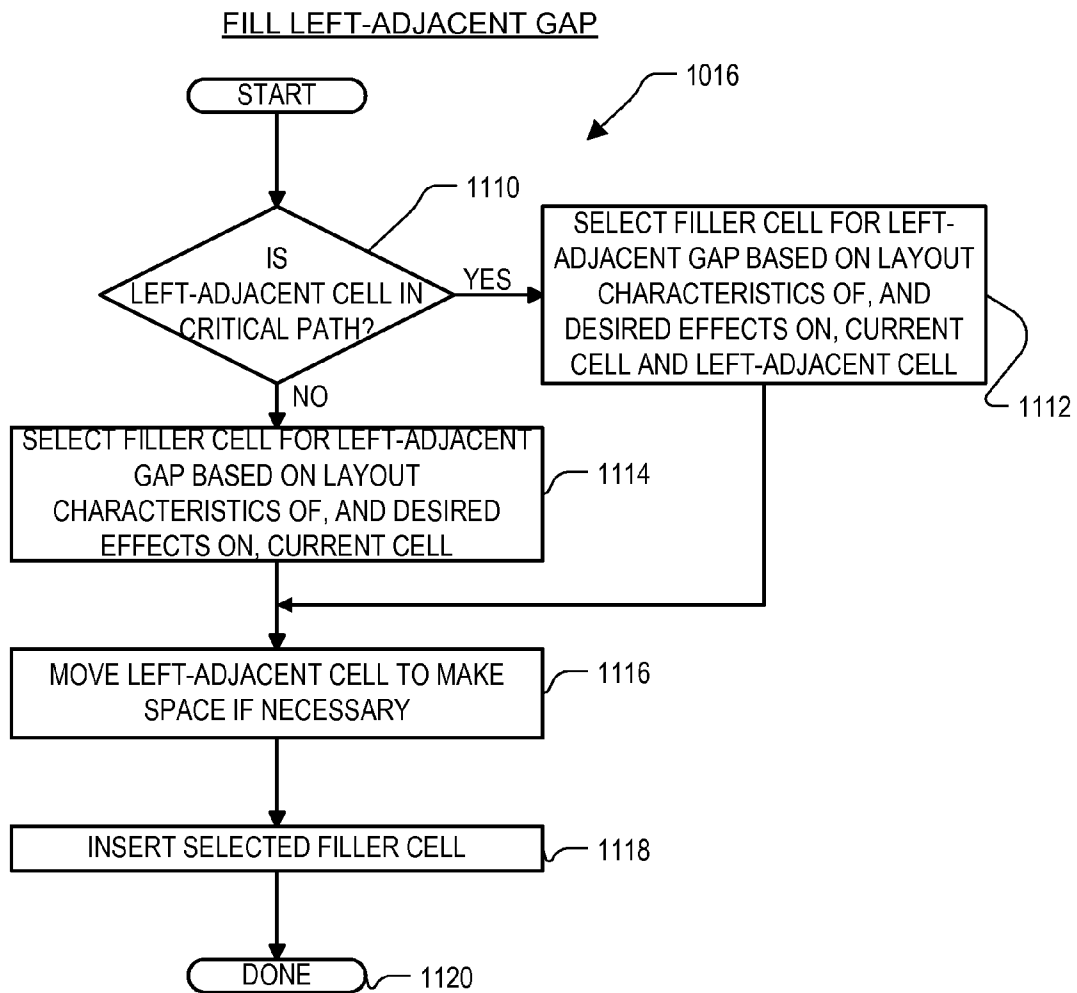 FILL LEFT-ADJACENT GAP
START
1016
1110
IS
LEFT-ADJACENT CELL IN
CRITICAL PATH?
YES
SELECT FILLER CELL FOR LEFT-
ADJACENT GAP BASED ON LAYOUT
CHARACTERISTICS OF, AND
DESIRED EFFECTS ON, CURRENT
CELL AND LEFT-ADJACENT CELL
1112
NO
SELECT FILLER CELL FOR LEFT-ADJACENT
GAP BASED ON LAYOUT
CHARACTERISTICS OF, AND DESIRED
EFFECTS ON, CURRENT CELL
1114
MOVE LEFT-ADJACENT CELL TO MAKE
SPACE IF NECESSARY
1116
INSERT SELECTED FILLER CELL
1118
DONE
1120